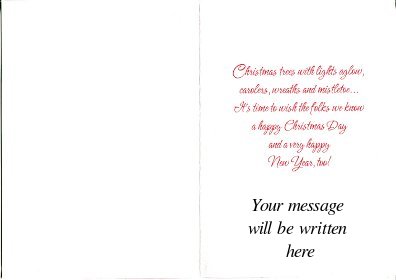 Christmas trees with lights aglow,
carolers, wreaths and mistletoe...
It's time to wish the folks we know
a happy Christmas Day
and a very happy
New Year, too!
Your message
will be written
here